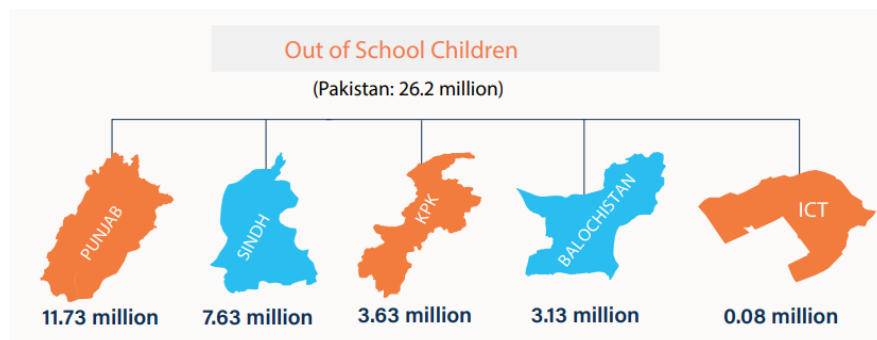 Out of School Children
(Pakistan: 26.2 million)
PUNJAB
SINDH
KPK
BALOCHISTAN
ICT
11.73 million
7.63 million
3.63 million
3.13 million
0.08 million